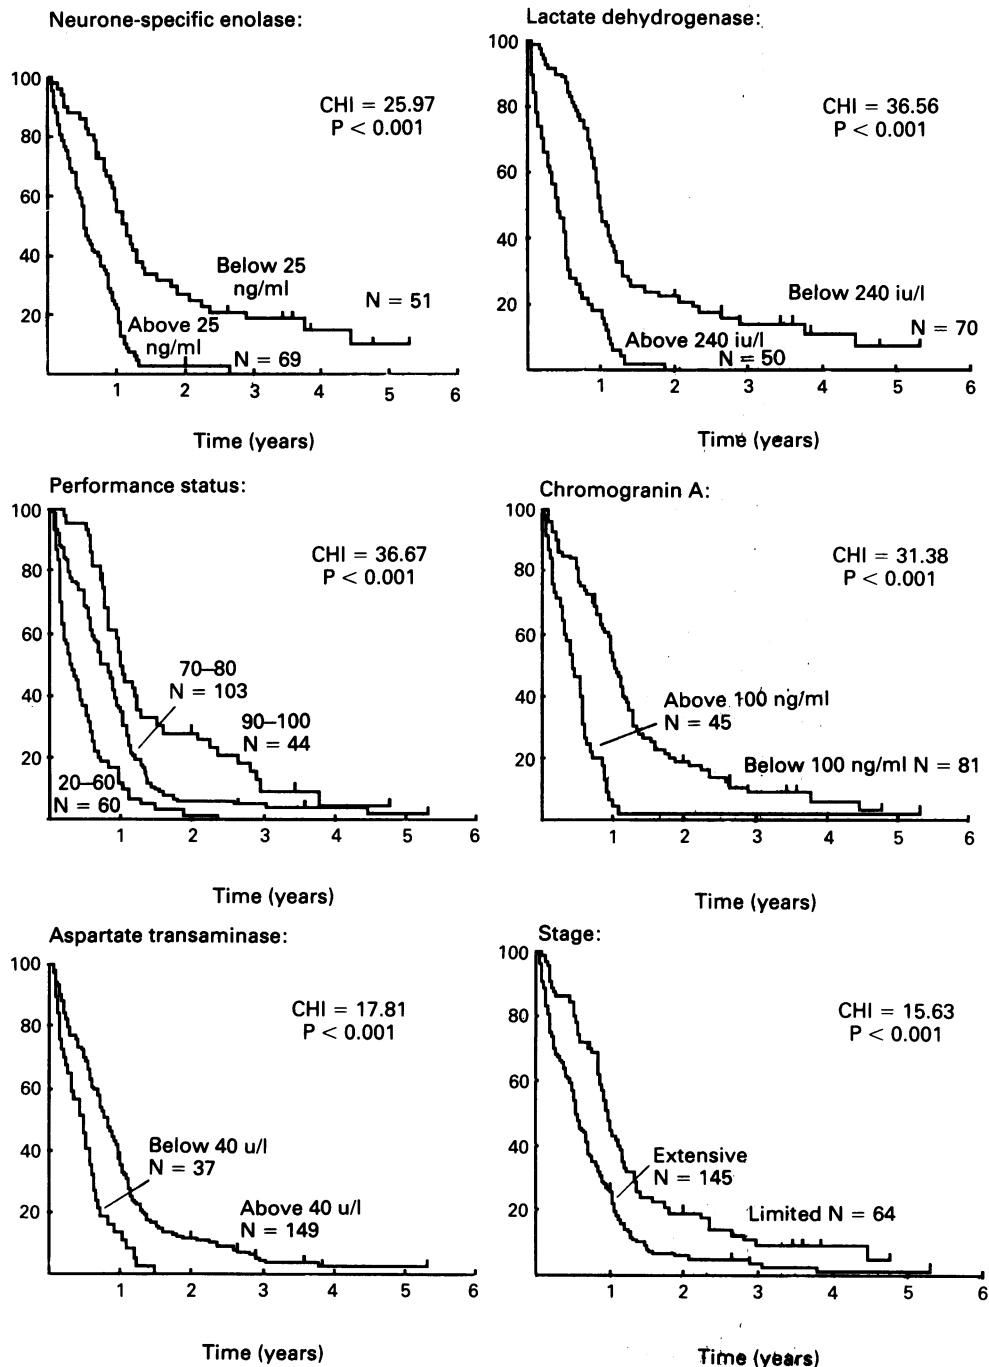 Neurone-specific enolase:
100
80
60
40
20
CHI = 25.97
P < 0.001
Below 25
ng/ml
N = 51
Above 25
ng/ml
N = 69
1 2 3 4 5 6
Time (years)
Lactate dehydrogenase:
100
80
60
40
20
CHI = 36.56
P < 0.001
Below 240 iu/l
N = 70
Above 240 iu/l
N = 50
1 2 3 4 5 6
Time (years)
Performance status:
100
80
60
40
20
CHI = 36.67
P < 0.001
70–80
N = 103
90–100
N = 44
20–60
N = 60
1 2 3 4 5 6
Time (years)
Chromogranin A:
100
80
60
40
20
CHI = 31.38
P < 0.001
Above 100 ng/ml
N = 45
Below 100 ng/ml N = 81
1 2 3 4 5 6
Time (years)
Aspartate transaminase:
100
80
60
40
20
CHI = 17.81
P < 0.001
Below 40 u/l
N = 37
Above 40 u/l
N = 149
1 2 3 4 5 6
Time (years)
Stage:
100
80
60
40
20
CHI = 15.63
P < 0.001
Extensive
N = 145
Limited N = 64
1 2 3 4 5 6
Time (years)